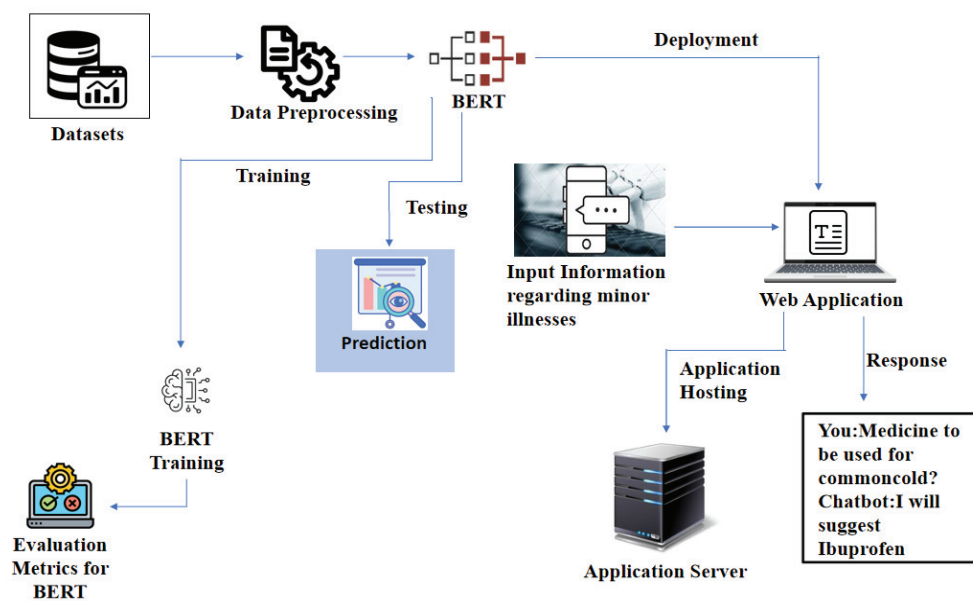 Deployment
BERT
Data Preprocessing
Datasets
Training
Testing
Input Information
regarding minor
illnesses
T
Web Application
Prediction
Application
Hosting
Response
BERT
Training
You:Medicine to
be used for
commoncold?
Chatbot:I will
suggest
Ibuprofen
Evaluation
Metrics for
BERT
Application Server